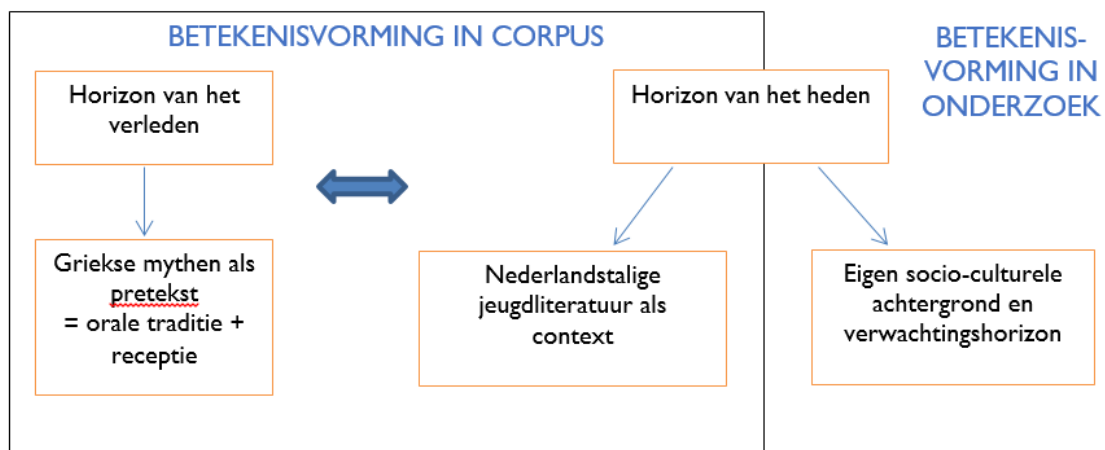 BETEKENISVORMING IN CORPUS
BETEKENIS-
VORMING IN
ONDERZOEK
Horizon van het
verleden
Horizon van het heden
Griekse mythen als
pretekst
= orale traditie +
receptie
Nederlandstalige
jeugdliteratuur als
context
Eigen socio-culturele
achtergrond en
verwachtingshorizon